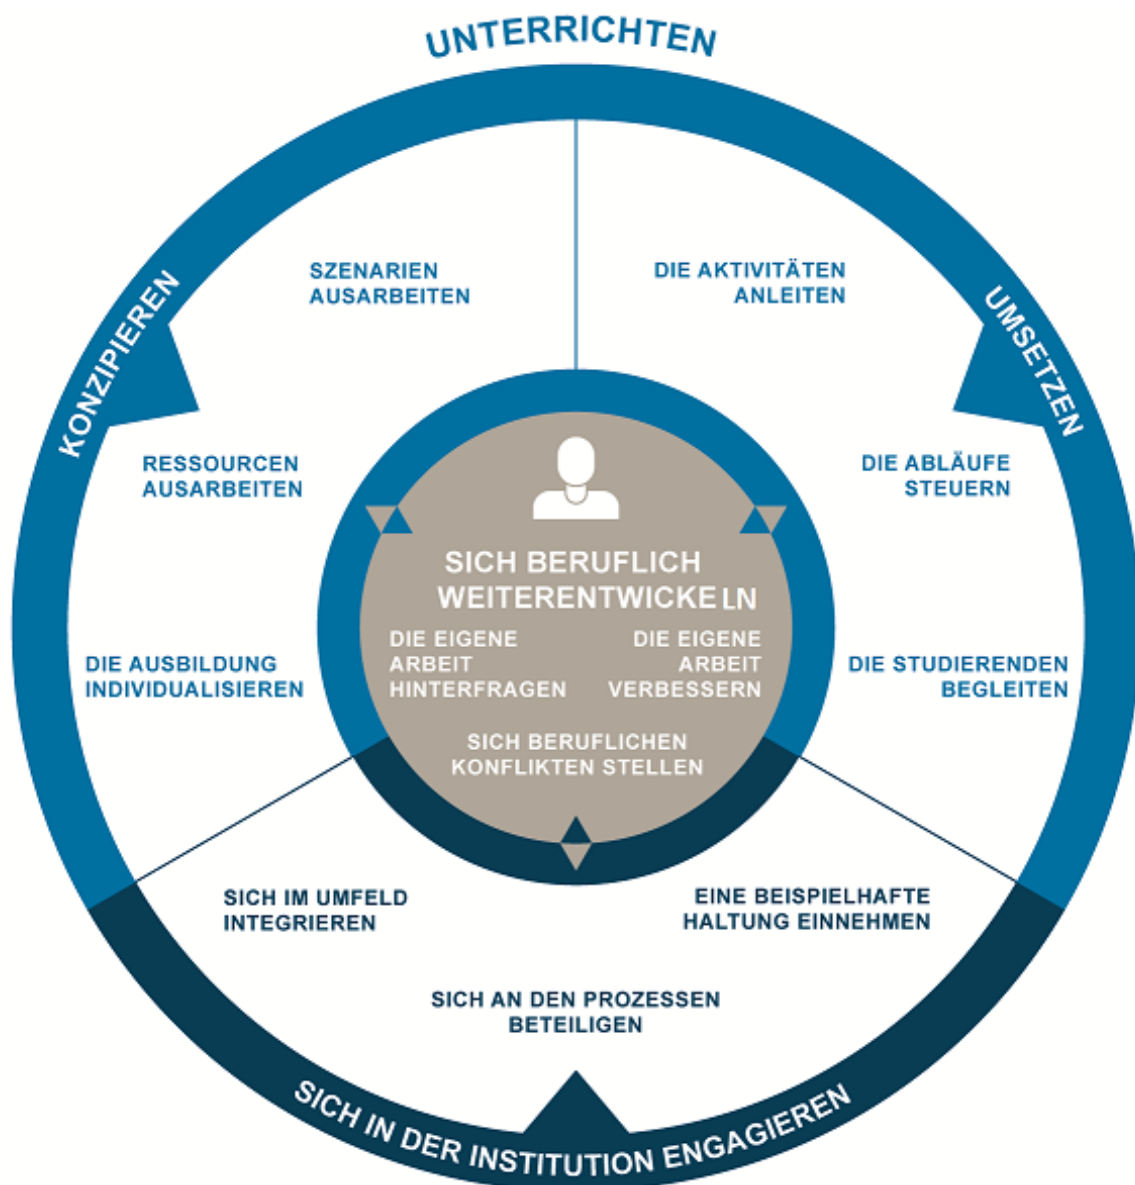 UNTERRICHTEN
KONZIPIEREN
SZENARIEN
AUSARBEITEN
RESSOURCEN
AUSARBEITEN
DIE AUSBILDUNG
INDIVIDUALISIEREN
UMSETZEN
DIE AKTIVITÄTEN
ANLEITEN
DIE ABLÄUFE
STEUERN
DIE STUDIERENDEN
BEGLEITEN
SICH BERUFLICH
WEITERENTWICKELN
DIE EIGENE
ARBEIT
HINTERFRAGEN
DIE EIGENE
ARBEIT
VERBESSERN
SICH BERUFLICHEN
KONFLIKTEN STELLEN
SICH IM UMFELD
INTEGRIEREN
EINE BEISPIELHAFTE
HALTUNG EINNEHMEN
SICH AN DEN PROZESSEN
BETEILIGEN
SICH IN DER INSTITUTION ENGAGIEREN